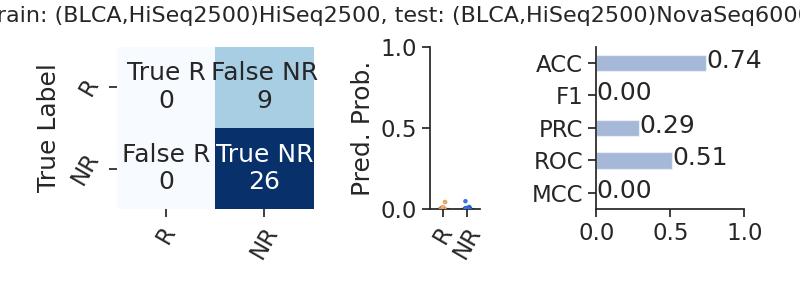 rain: (BLCA,HiSeq2500)HiSeq2500, test: (BLCA,HiSeq2500)NovaSeq600
True Label
R
NR
True R
0
False NR
9
False R
0
True NR
26
R
NR
Pred. Prob.
1.0
0.5
0.0
R
NR
ACC
F1
PRC
ROC
MCC
0.74
0.00
0.29
0.51
0.00
0.0
0.5
1.0